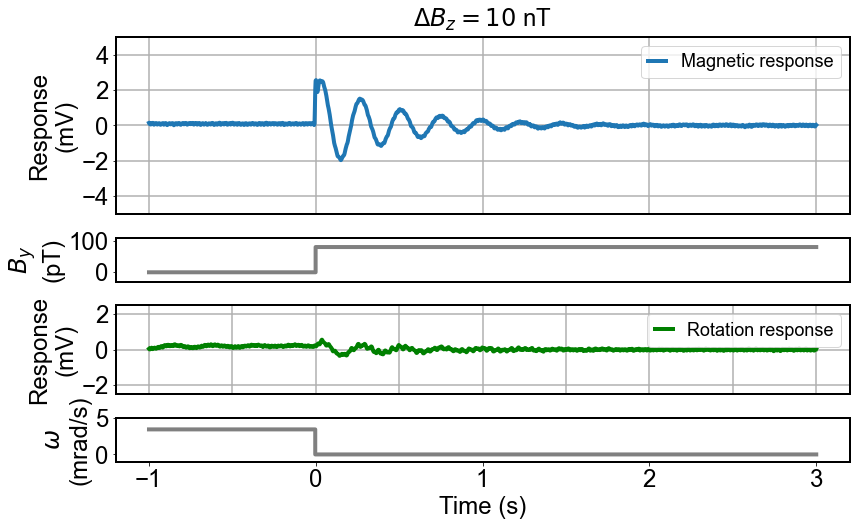 ΔB_z = 10 nT
Response
(mV)
4
2
0
−2
−4
Magnetic response
B_y
(pT)
100
0
Response
(mV)
2
0
−2
Rotation response
ω
(mrad/s)
5
0
−1 0 1 2 3
Time (s)